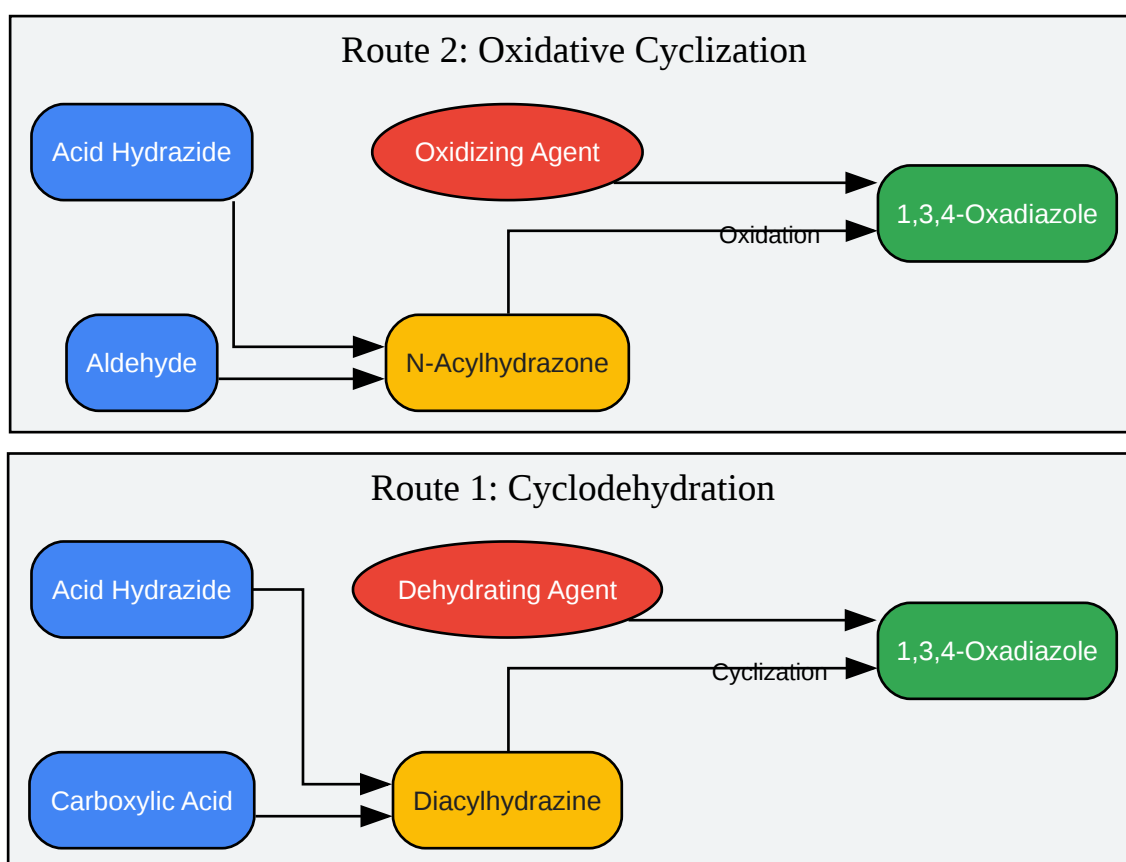 Route 2: Oxidative Cyclization
Acid Hydrazide
Oxidizing Agent
1,3,4-Oxadiazole
Oxidation
Aldehyde
N-Acylhydrazone
Route 1: Cyclodehydration
Acid Hydrazide
Dehydrating Agent
1,3,4-Oxadiazole
Cyclization
Carboxylic Acid
Diacylhydrazine